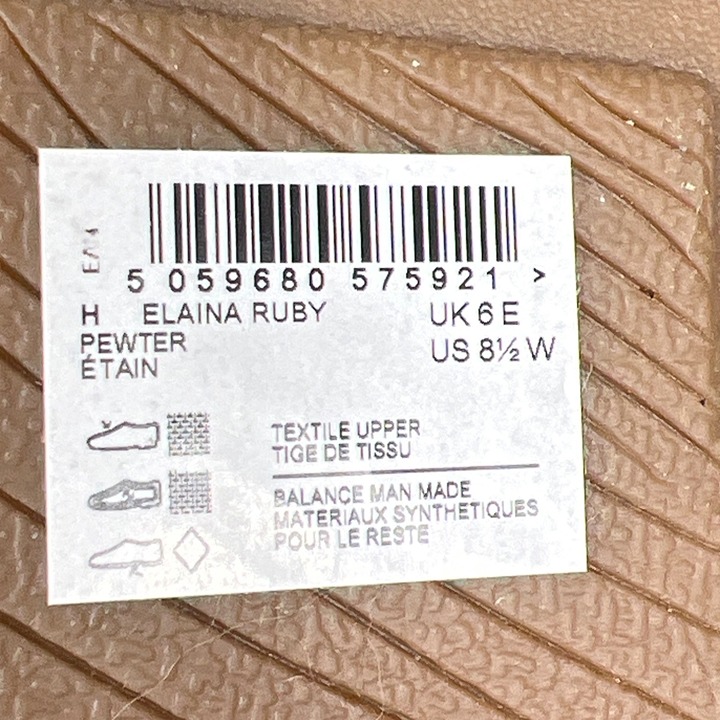 EAN
5 059680 575921 >
H ELAINA RUBY UK 6 E
PEWTER US 8½ W
ÉTAIN
TEXTILE UPPER
TIGE DE TISSU
BALANCE MAN MADE
MATERIAUX SYNTHETIQUES
POUR LE RESTE